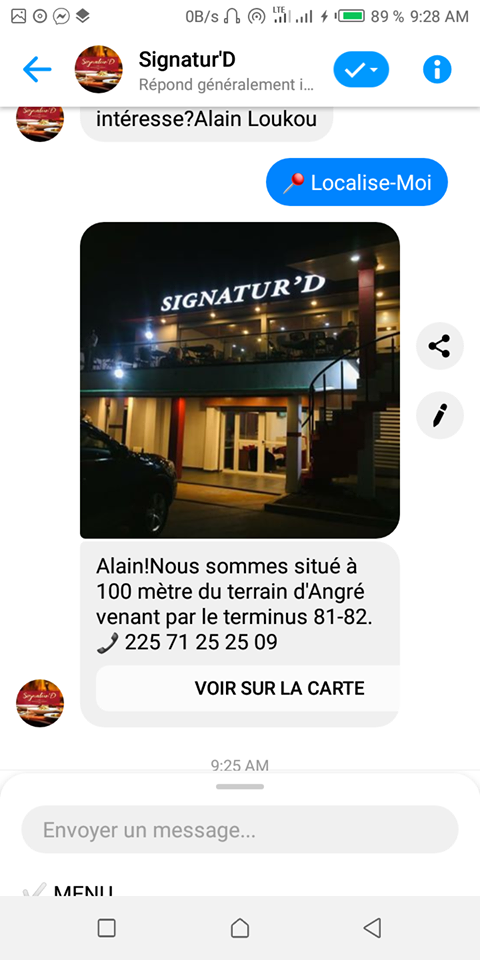 0B/s LTE 89 % 9:28 AM
Signatur'D
Répond généralement i...
intéresse?Alain Loukou
📍 Localise-Moi
SIGNATUR'D
Alain!Nous sommes situé à
100 mètre du terrain d'Angré
venant par le terminus 81-82.
📞 225 71 25 25 09
VOIR SUR LA CARTE
9:25 AM
Envoyer un message...
MENU